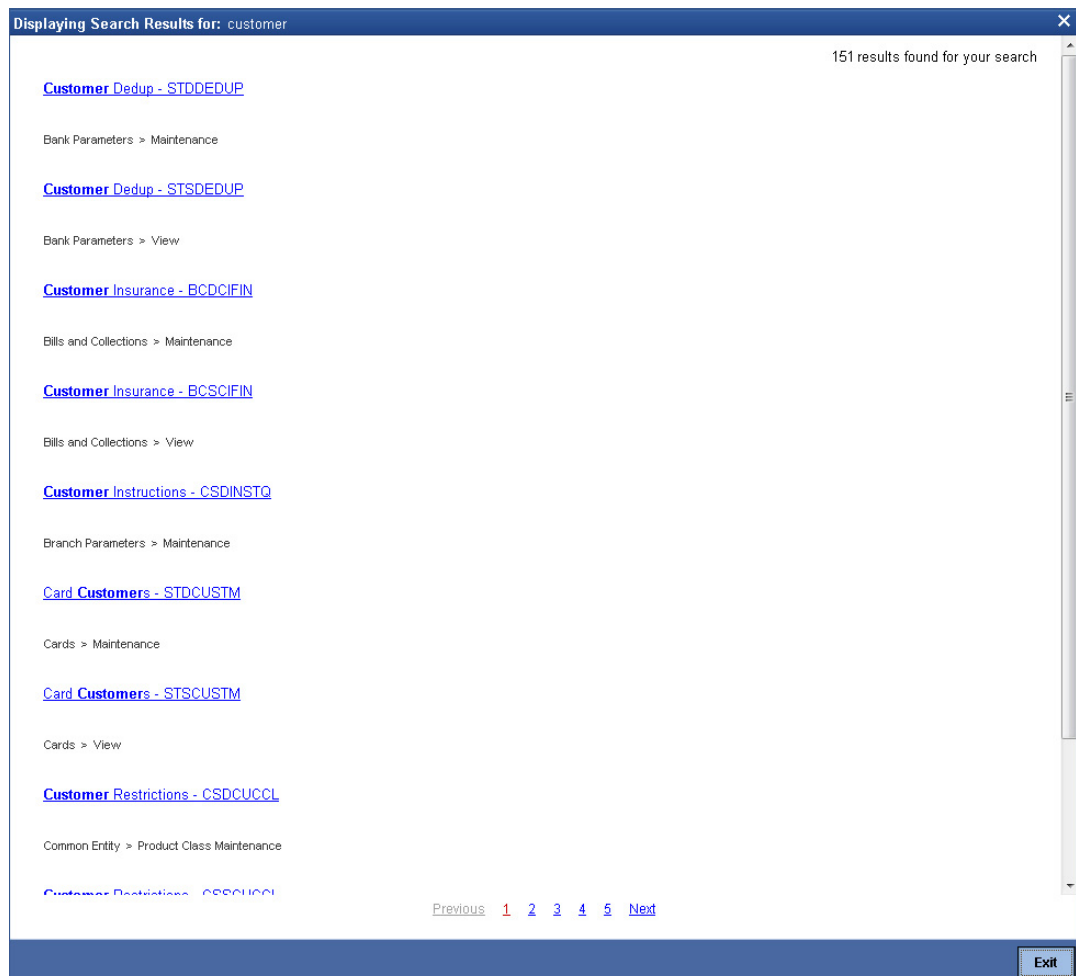 Displaying Search Results for: customer
151 results found for your search
Customer Dedup - STDDEDUP
Bank Parameters > Maintenance
Customer Dedup - STSDEDUP
Bank Parameters > View
Customer Insurance - BCDCIFIN
Bills and Collections > Maintenance
Customer Insurance - BCSCIFIN
Bills and Collections > View
Customer Instructions - CSDINSTQ
Branch Parameters > Maintenance
Card Customers - STDCUSTM
Cards > Maintenance
Card Customers - STSCUSTM
Cards > View
Customer Restrictions - CSDCUCCL
Common Entity > Product Class Maintenance
Customer Restrictions - CSSCUCCL
Previous 1 2 3 4 5 Next
Exit